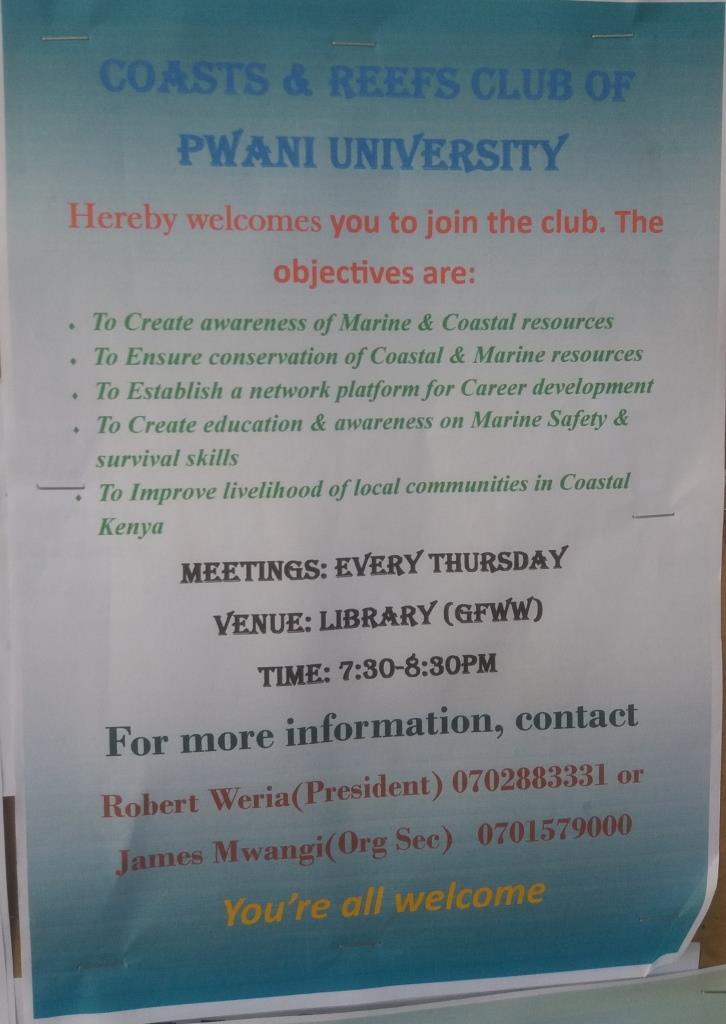 COASTS & REEFS CLUB OF
PWANI UNIVERSITY
Hereby welcomes you to join the club. The
objectives are:
• To Create awareness of Marine & Coastal resources
• To Ensure conservation of Coastal & Marine resources
• To Establish a network platform for Career development
• To Create education & awareness on Marine Safety &
survival skills
• To Improve livelihood of local communities in Coastal
Kenya
MEETINGS: EVERY THURSDAY
VENUE: LIBRARY (GFWW)
TIME: 7:30-8:30PM
For more information, contact
Robert Weria(President) 0702883331 or
James Mwangi(Org Sec) 0701579000
You're all welcome